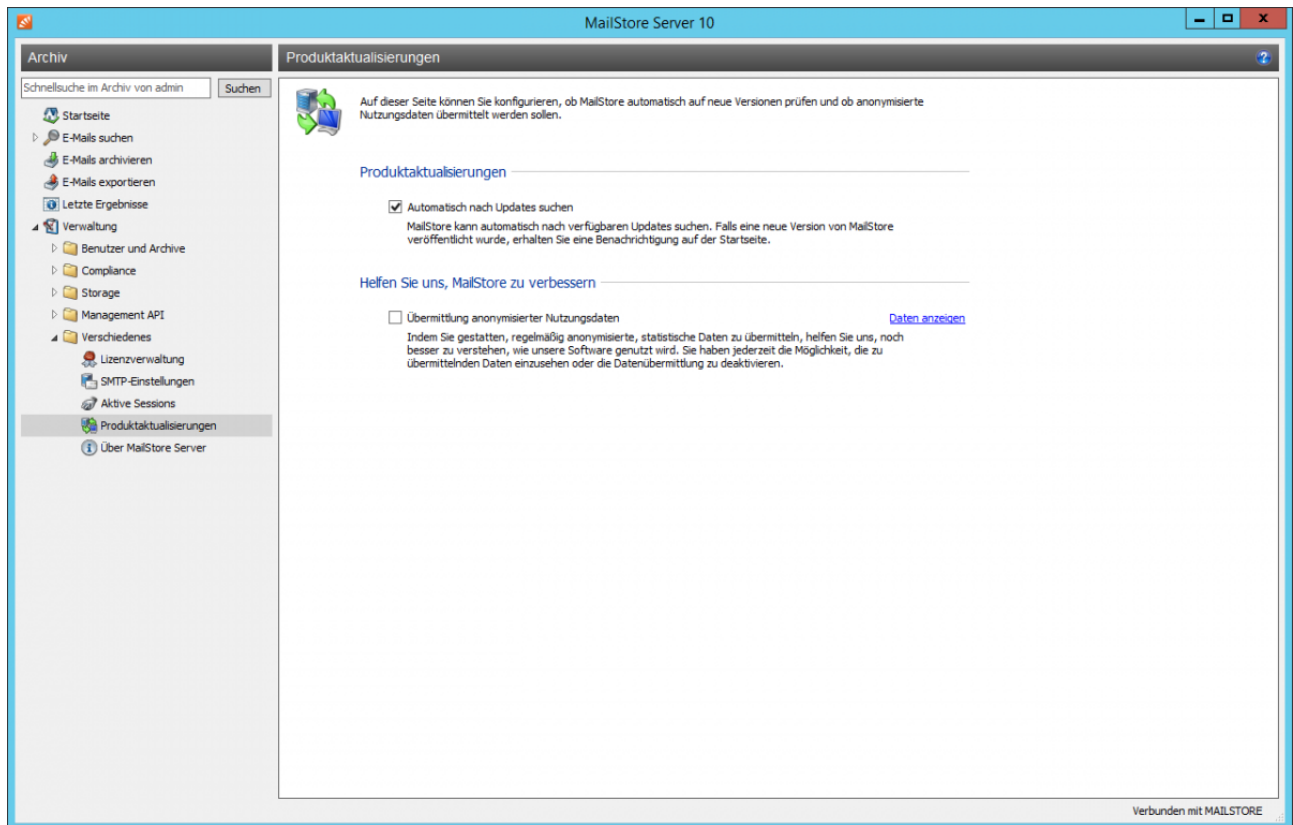 MailStore Server 10
Archiv
Produktaktualisierungen
Schnellsuche im Archiv von admin
Suchen
Startseite
E-Mails suchen
E-Mails archivieren
E-Mails exportieren
Letzte Ergebnisse
Verwaltung
Benutzer und Archive
Compliance
Storage
Management API
Verschiedenes
Lizenzverwaltung
SMTP-Einstellungen
Aktive Sessions
Produktaktualisierungen
Über MailStore Server
Auf dieser Seite können Sie konfigurieren, ob MailStore automatisch auf neue Versionen prüfen und ob anonymisierte
Nutzungsdaten übermittelt werden sollen.
Produktaktualisierungen
Automatisch nach Updates suchen
MailStore kann automatisch nach verfügbaren Updates suchen. Falls eine neue Version von MailStore
veröffentlicht wurde, erhalten Sie eine Benachrichtigung auf der Startseite.
Helfen Sie uns, MailStore zu verbessern
Übermittlung anonymisierter Nutzungsdaten
Daten anzeigen
Indem Sie gestatten, regelmäßig anonymisierte, statistische Daten zu übermitteln, helfen Sie uns, noch
besser zu verstehen, wie unsere Software genutzt wird. Sie haben jederzeit die Möglichkeit, die zu
übermittelnden Daten einzusehen oder die Datenübermittlung zu deaktivieren.
Verbunden mit MAILSTORE